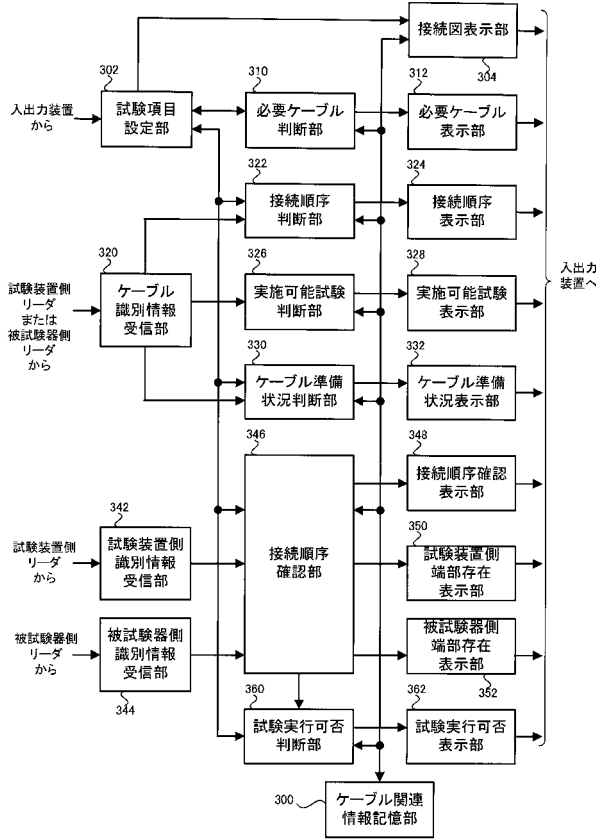 接続図表示部
304
302
試験項目
設定部
入出力装置
から
310
必要ケーブル
判断部
312
必要ケーブル
表示部
322
接続順序
判断部
324
接続順序
表示部
320
ケーブル
識別情報
受信部
試験装置側
リーダ
または
被試験器側
リーダ
から
326
実施可能試験
判断部
328
実施可能試験
表示部
入出力
装置へ
330
ケーブル準備
状況判断部
332
ケーブル準備
状況表示部
346
接続順序
確認部
348
接続順序確認
表示部
342
試験装置側
識別情報
受信部
試験装置側
リーダ
から
350
試験装置側
端部存在
表示部
被試験器側
リーダ
から
被試験器側
識別情報
受信部
344
被試験器側
端部存在
表示部
352
360
試験実行可否
判断部
362
試験実行可否
表示部
300
ケーブル関連
情報記憶部